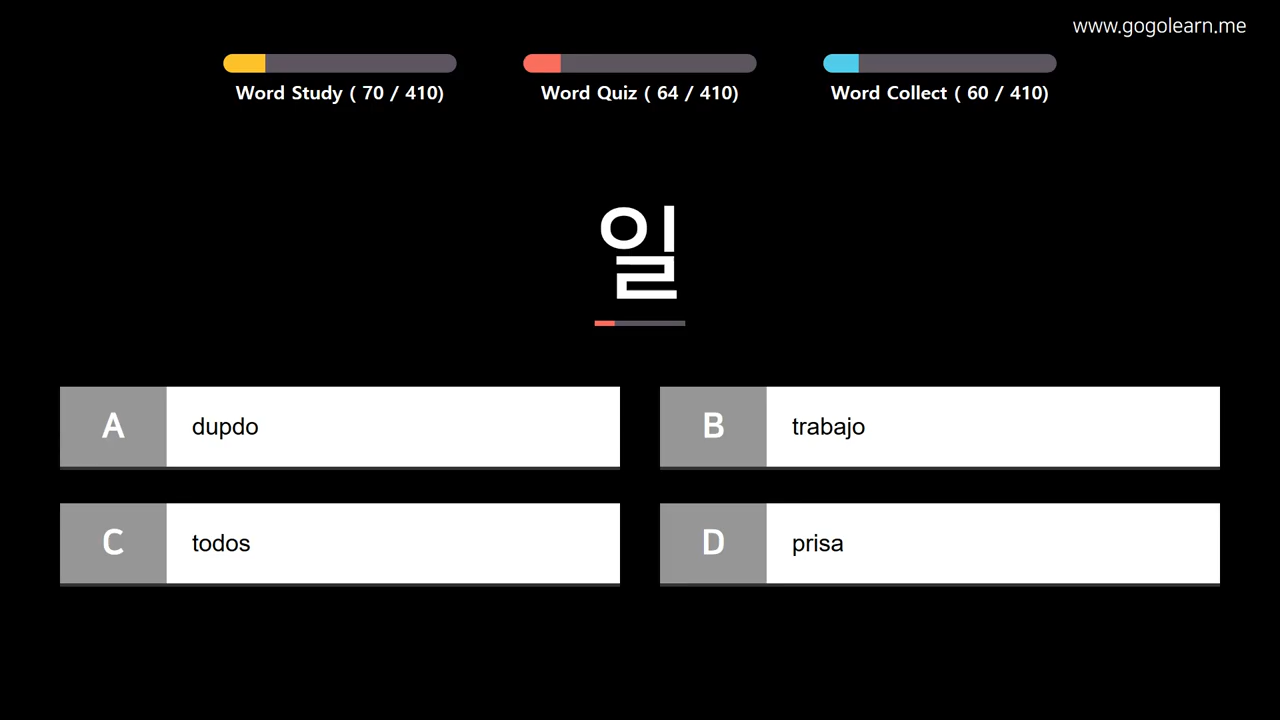 www.gogolearn.me
Word Study ( 70 / 410)
Word Quiz ( 64 / 410)
Word Collect ( 60 / 410)
일
A dupdo
B trabajo
C todos
D prisa